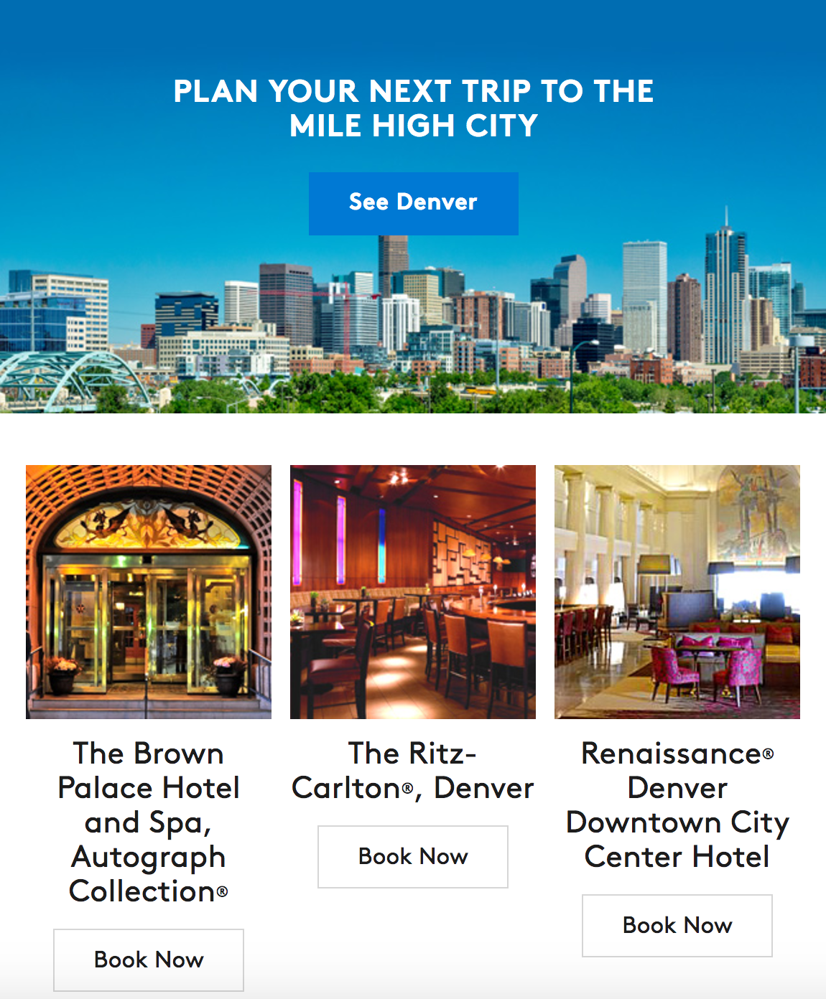 PLAN YOUR NEXT TRIP TO THE
MILE HIGH CITY
See Denver
The Brown
Palace Hotel
and Spa,
Autograph
Collection®
Book Now
The Ritz-
Carlton®, Denver
Book Now
Renaissance®
Denver
Downtown City
Center Hotel
Book Now